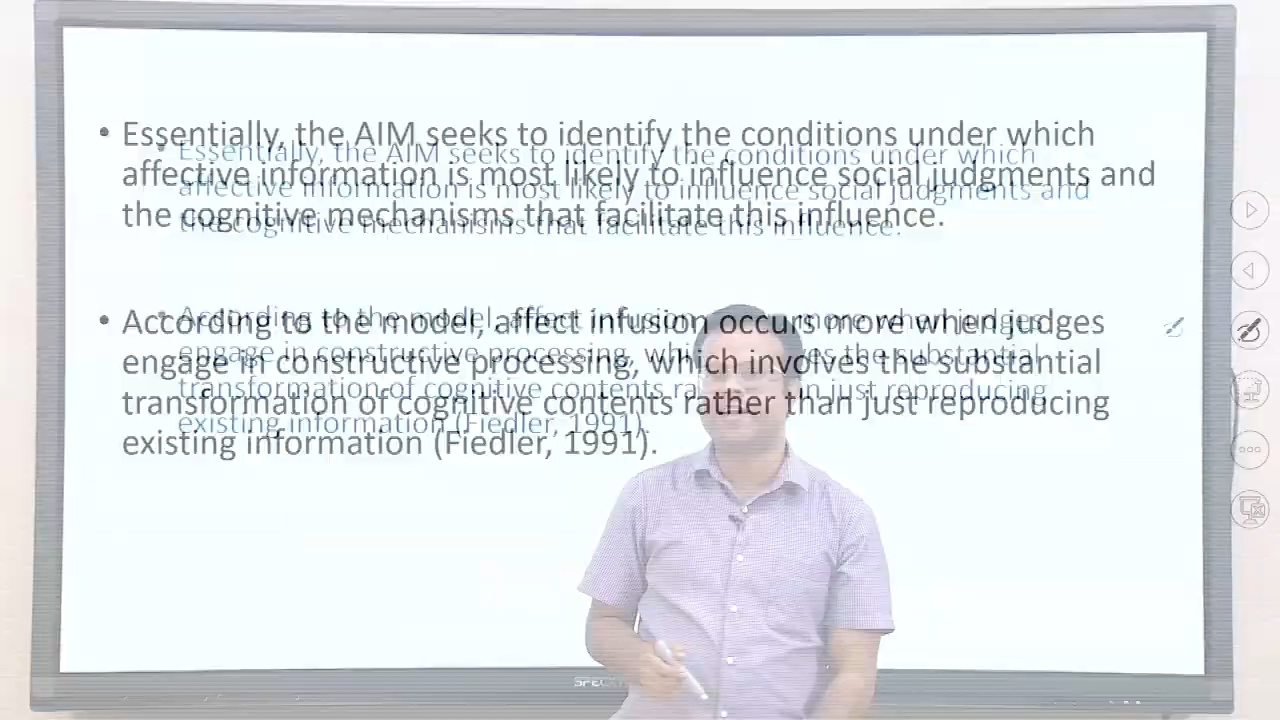 • Essentially, the AIM seeks to identify the conditions under which
affective information is most likely to influence social judgments and
the cognitive mechanisms that facilitate this influence.
• According to the model, affect infusion occurs more when judges
engage in constructive processing, which involves the substantial
transformation of cognitive contents rather than just reproducing
existing information (Fiedler, 1991).